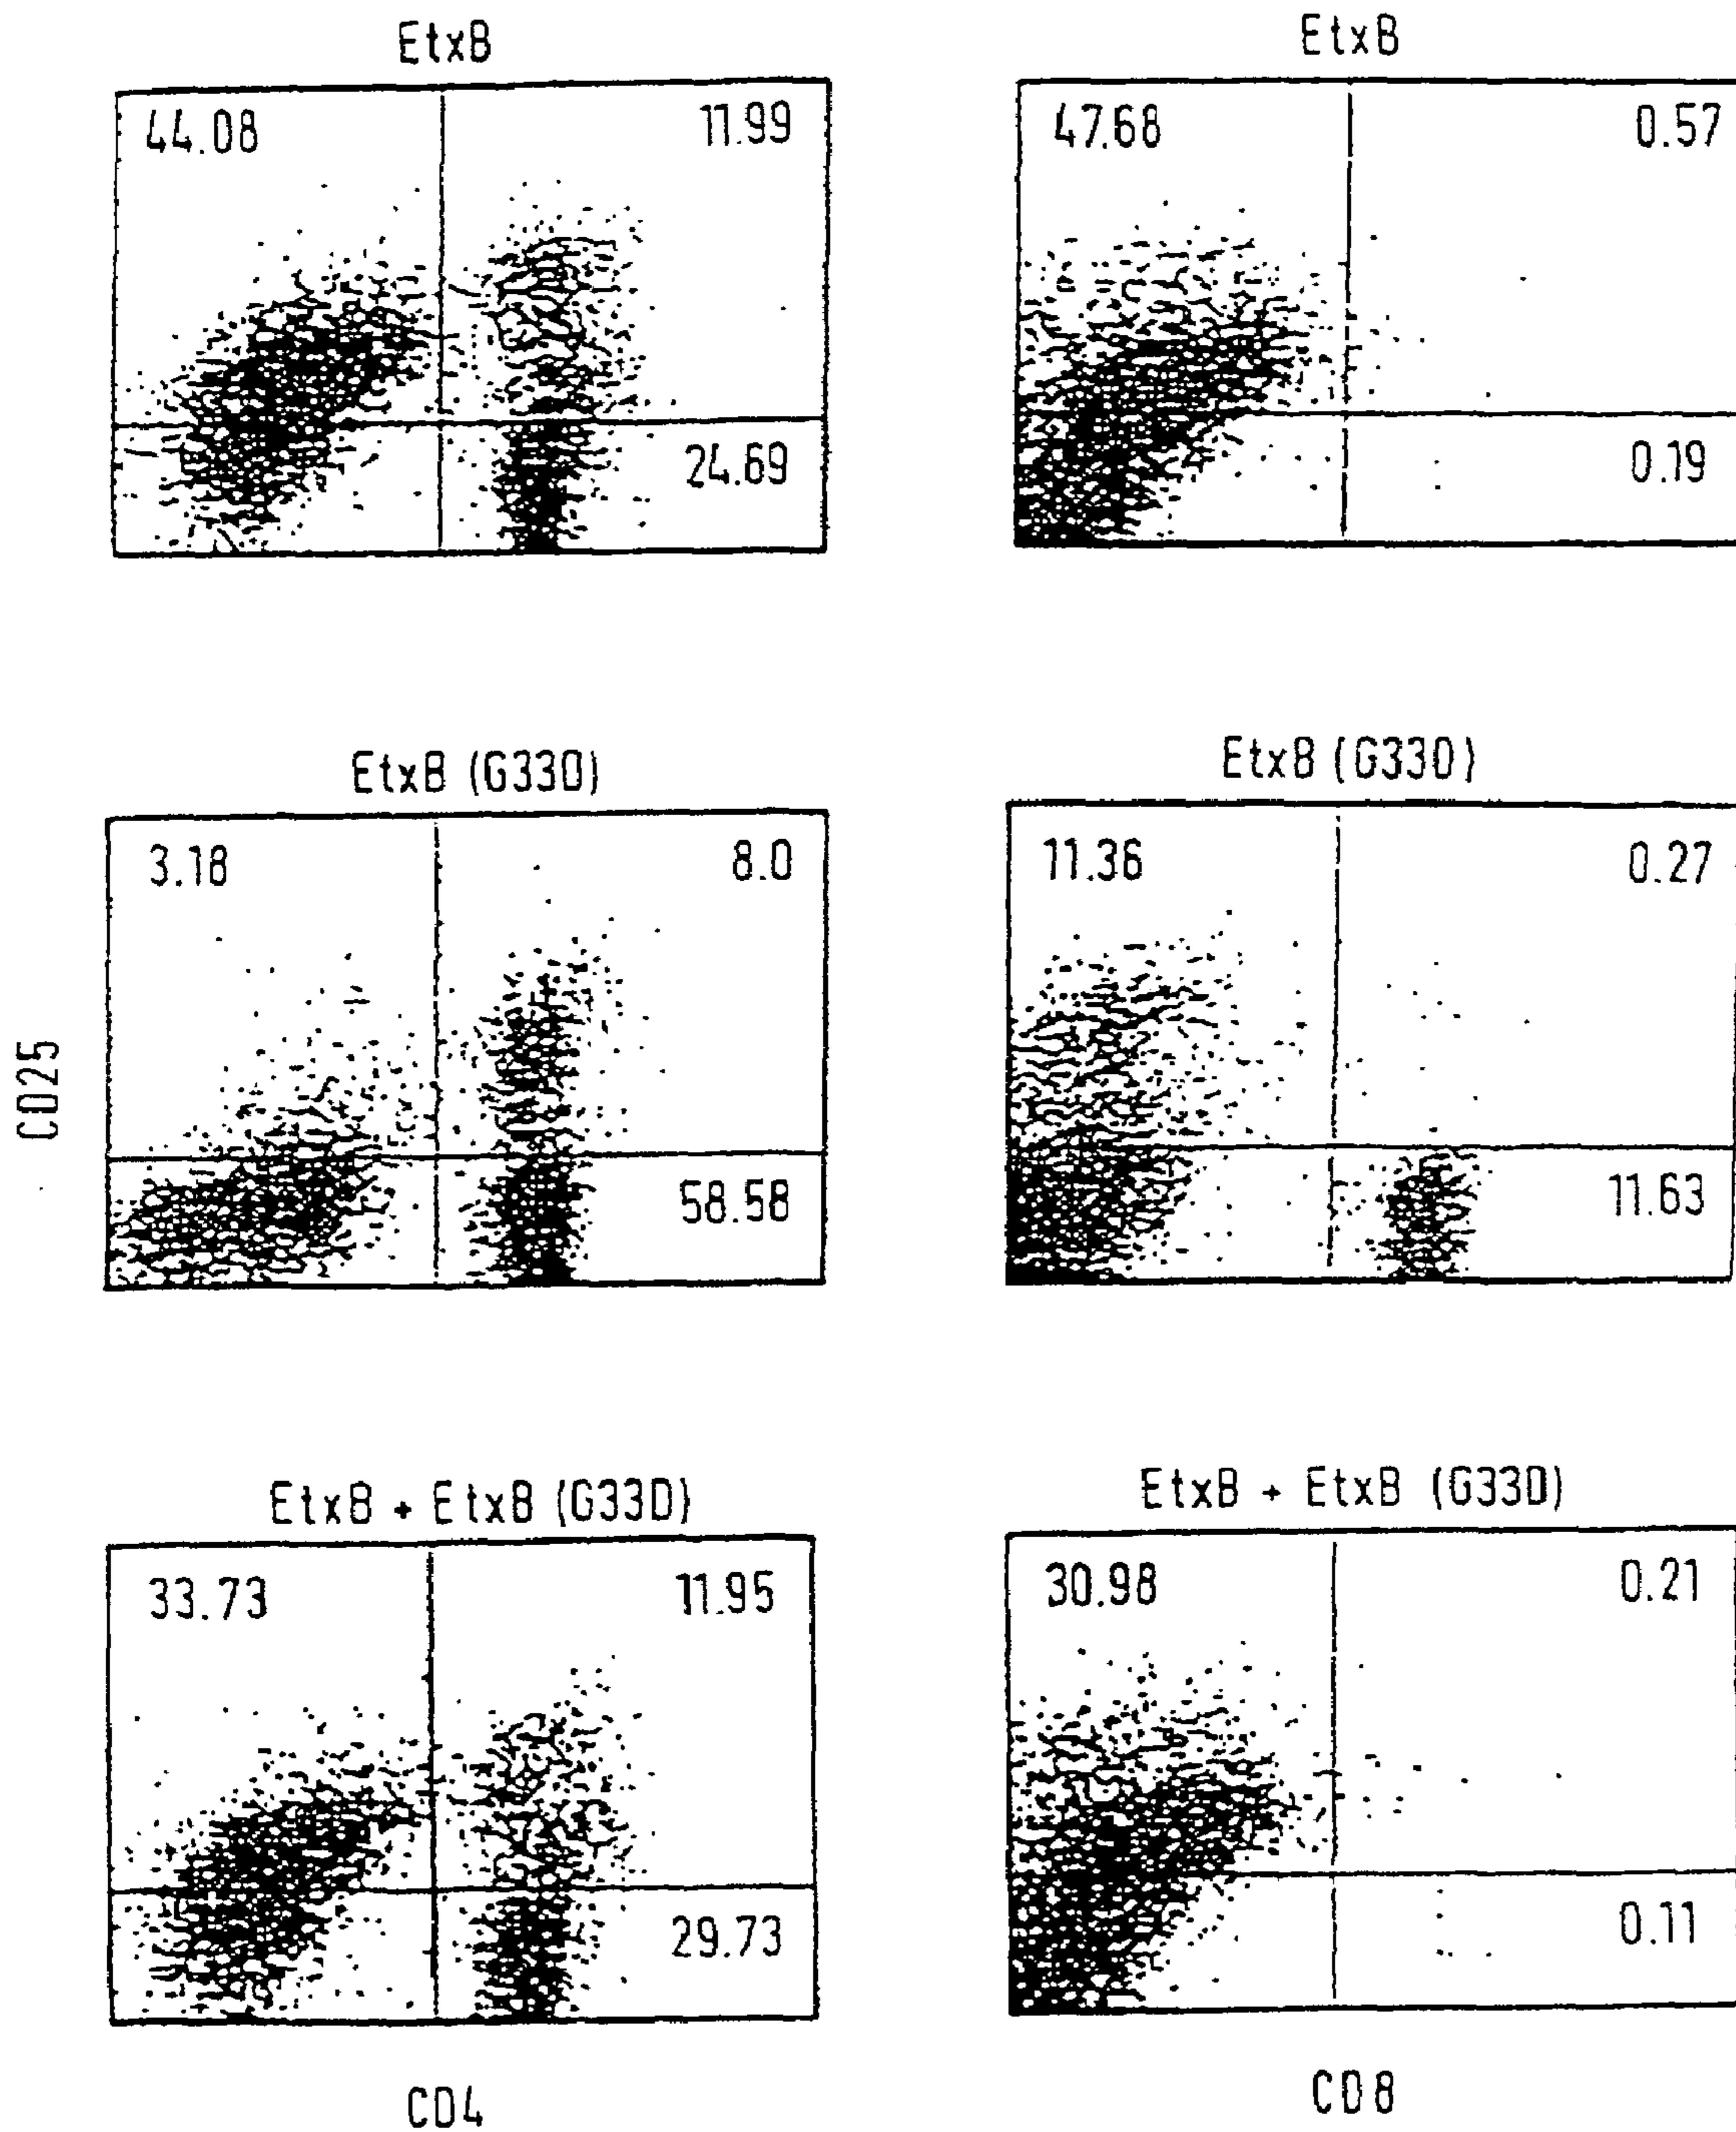 EtxB
44.08 11.99
24.69
EtxB
47.68 0.57
0.19
EtxB (G33D)
3.18 8.0
58.58
EtxB (G33D)
11.36 0.27
11.63
CD25
EtxB + EtxB (G33D)
33.73 11.95
29.73
EtxB + EtxB (G33D)
30.98 0.21
0.11
CD4
CD8